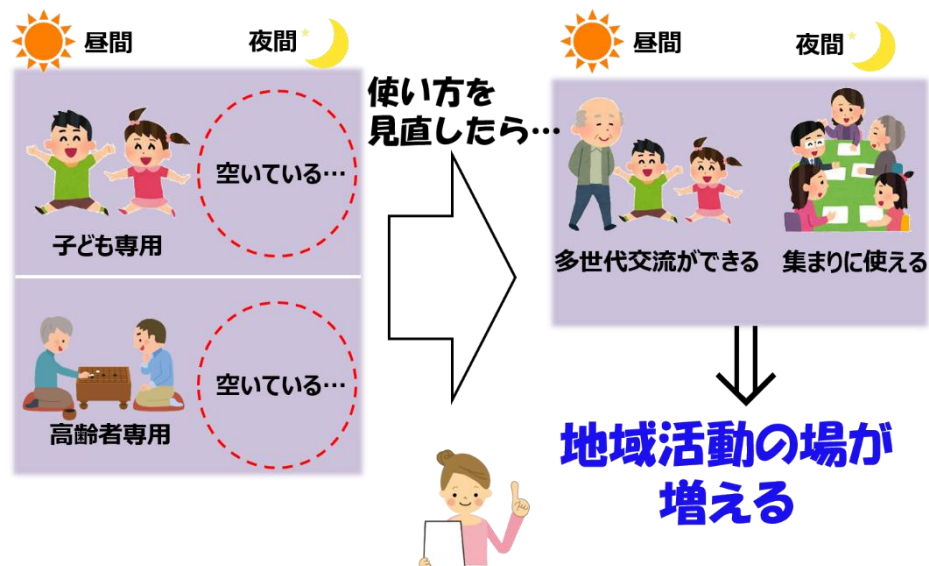 昼間
夜間
子ども専用
空いている…
高齢者専用
空いている…
使い方を
見直したら…
昼間
夜間
多世代交流ができる
集まりに使える
地域活動の場が
増える